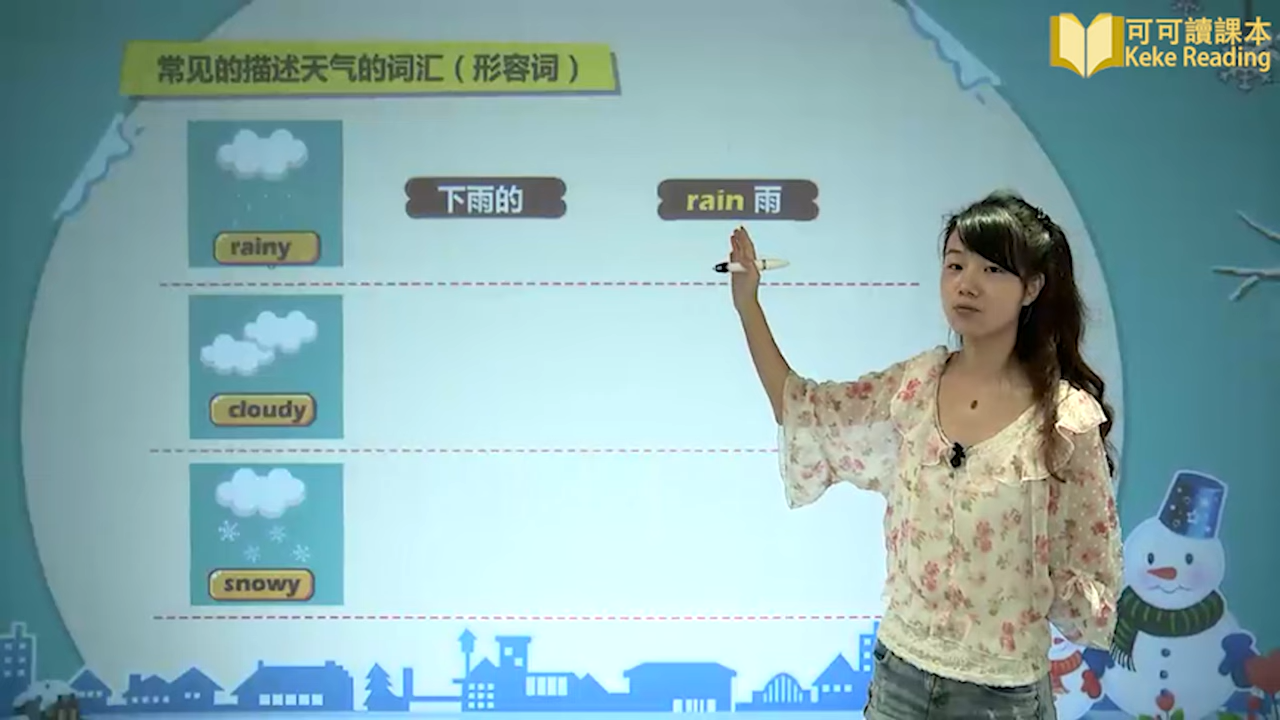 可可讀課本
Keke Reading
常见的描述天气的词汇（形容词）
rainy
下雨的
rain 雨
cloudy
snowy